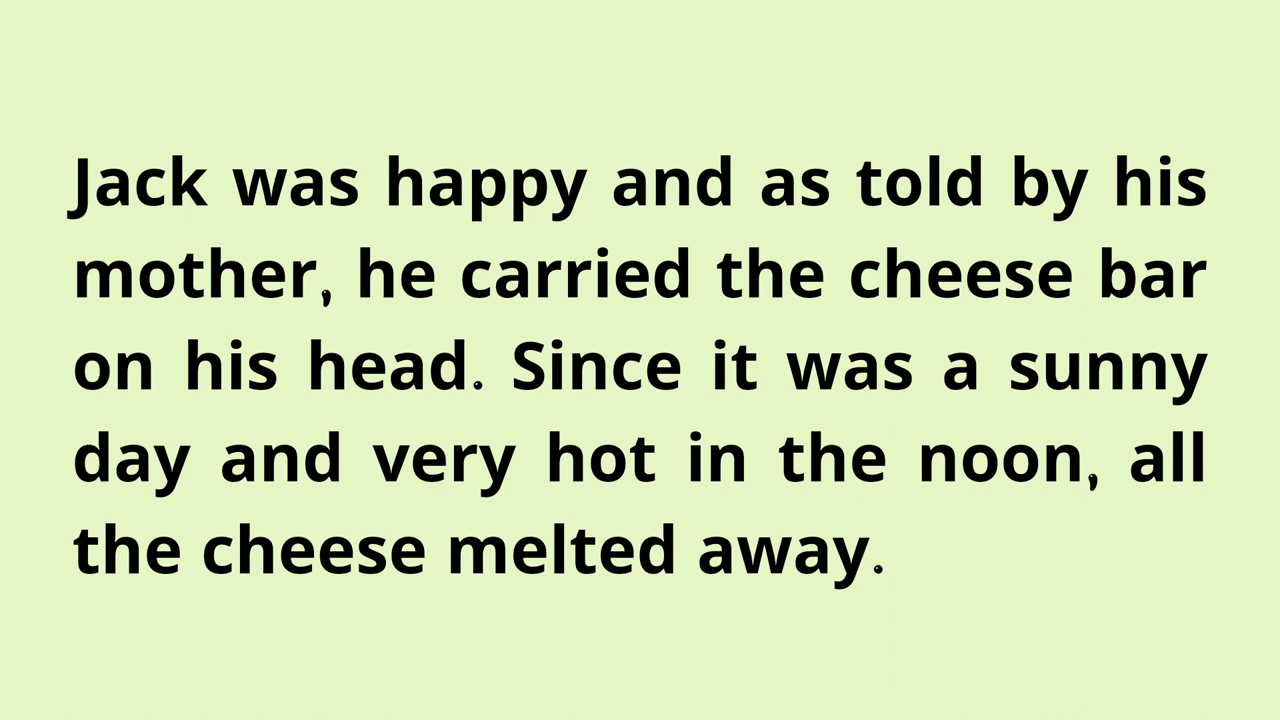 Jack was happy and as told by his
mother, he carried the cheese bar
on his head. Since it was a sunny
day and very hot in the noon, all
the cheese melted away.